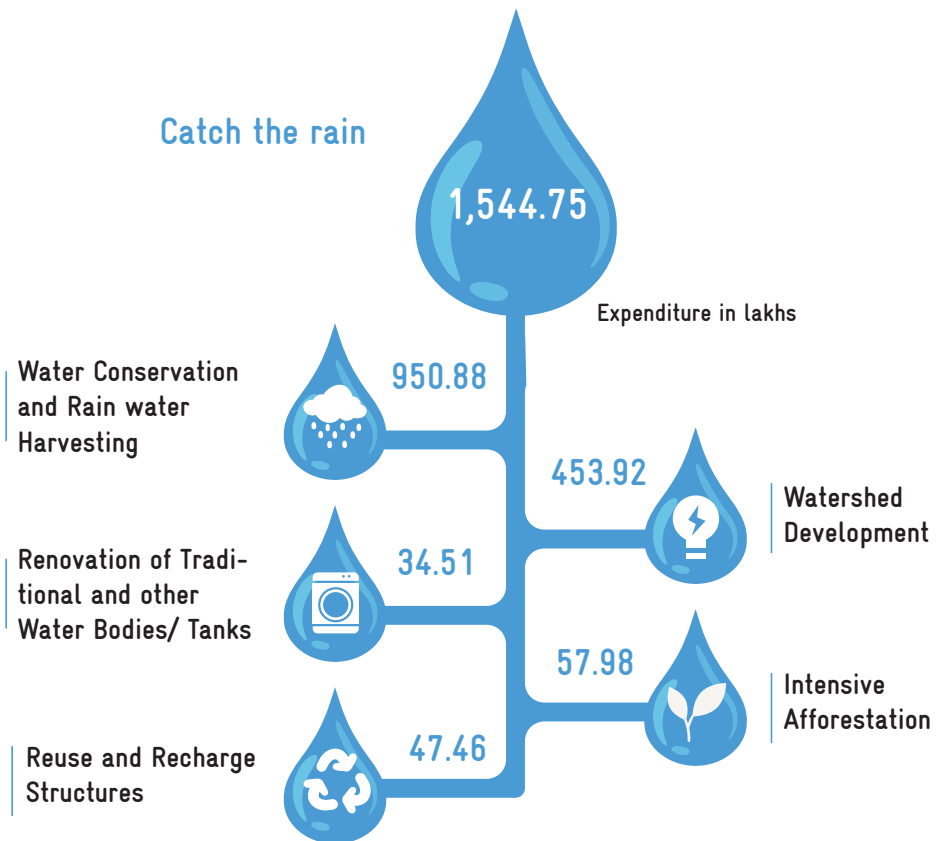 Catch the rain
1,544.75
Expenditure in lakhs
Water Conservation
and Rain water
Harvesting
950.88
453.92
Watershed
Development
Renovation of Tradi-
tional and other
Water Bodies/ Tanks
34.51
57.98
Intensive
Afforestation
Reuse and Recharge
Structures
47.46